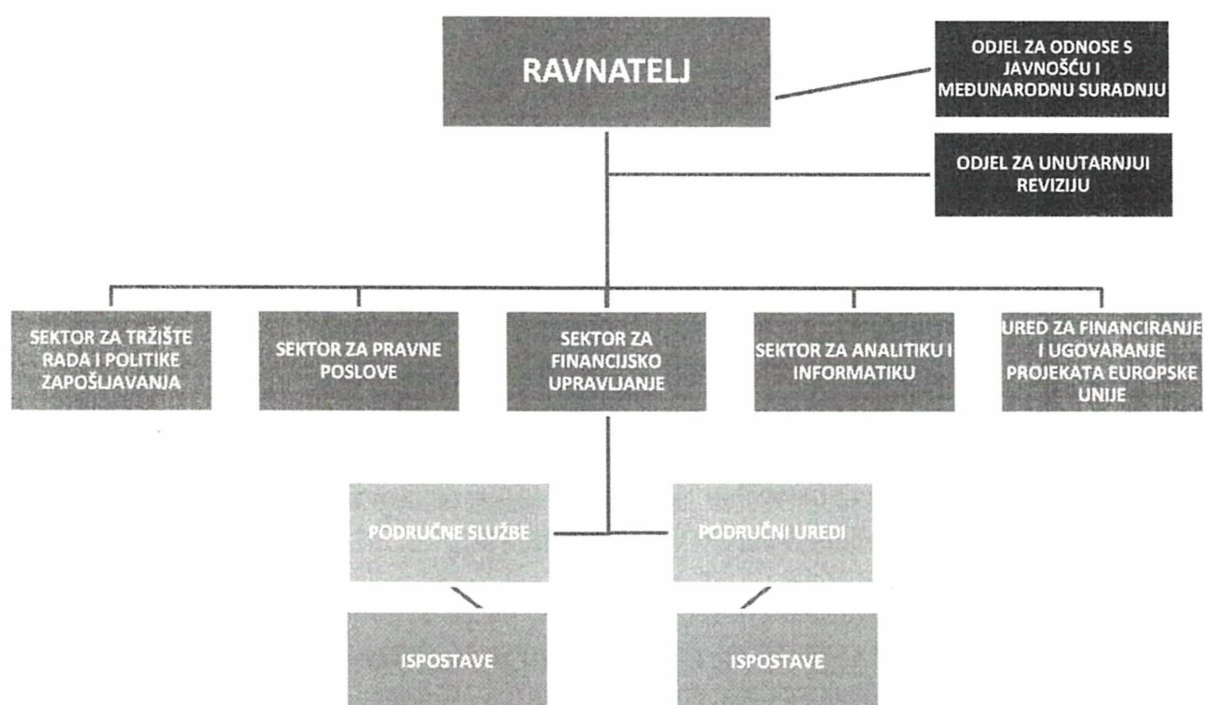 RAVNATELJ
ODJEL ZA ODNOSE S
JAVNOŠĆU I
MEĐUNARODNU SURADNJU
ODJEL ZA UNUTARNJUI
REVIZIJU
SEKTOR ZA TRŽIŠTE
RADA I POLITIKE
ZAPOŠLJAVANJA
SEKTOR ZA PRAVNE
POSLOVE
SEKTOR ZA
FINANCIJSKO
UPRAVLJANJE
SEKTOR ZA ANALITIKU I
INFORMATIKU
URED ZA FINANCIRANJE
I UGOVARANJE
PROJEKATA EUROPSKE
UNIJE
PODRUČNE SLUŽBE
PODRUČNI UREDI
ISPOSTAVE
ISPOSTAVE